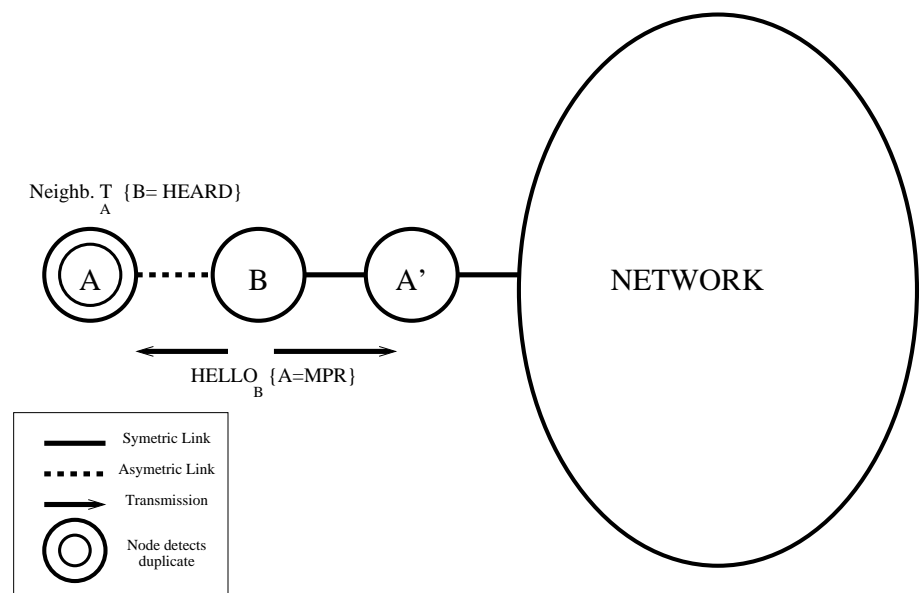 Neighb. T {B= HEARD}
A
A
B
A'
NETWORK
HELLO {A=MPR}
B
Symetric Link
Asymetric Link
Transmission
Node detects
duplicate